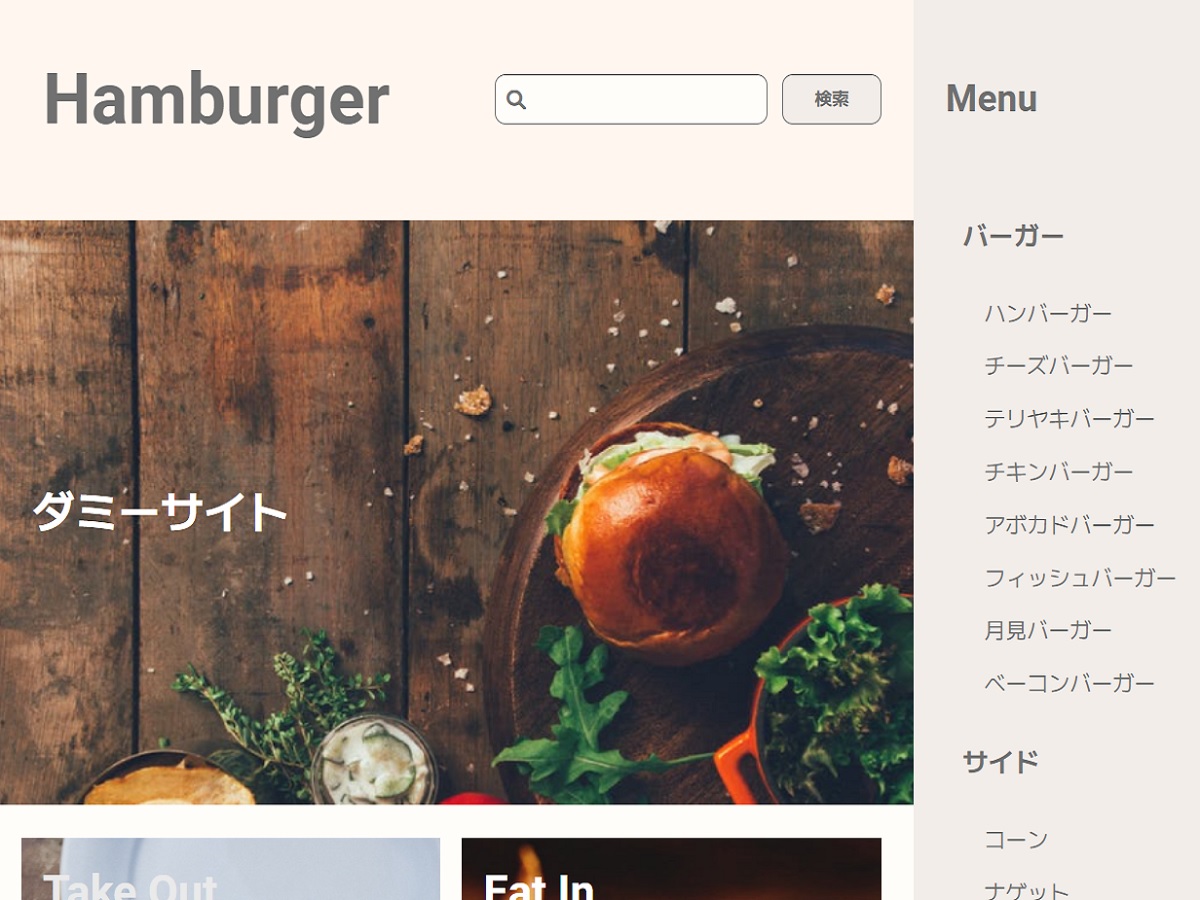 Hamburger
検索
ダミーサイト
Take Out
Eat In
Menu
バーガー
ハンバーガー
チーズバーガー
テリヤキバーガー
チキンバーガー
アボカドバーガー
フィッシュバーガー
月見バーガー
ベーコンバーガー
サイド
コーン
ナゲット